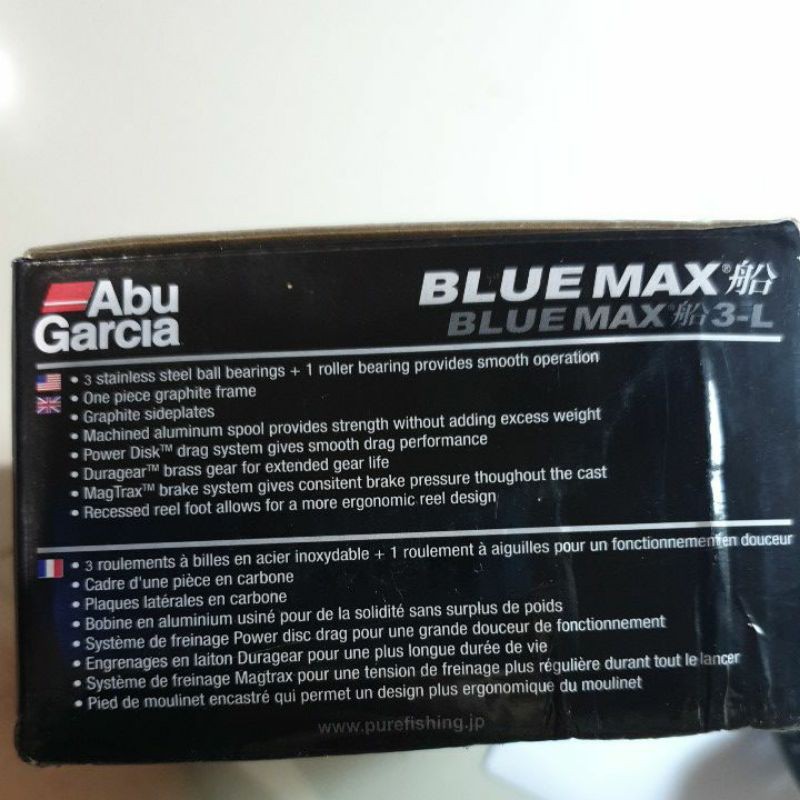 Abu
Garcia
BLUE MAX® 船
BLUE MAX® 船 3-L
• 3 stainless steel ball bearings + 1 roller bearing provides smooth operation
• One piece graphite frame
• Graphite sideplates
• Machined aluminum spool provides strength without adding excess weight
• Power Disk™ drag system gives smooth drag performance
• Duragear™ brass gear for extended gear life
• MagTrax™ brake system gives consitent brake pressure thoughout the cast
• Recessed reel foot allows for a more ergonomic reel design
• 3 roulements à billes en acier inoxydable + 1 roulement à aiguilles pour un fonctionnement en douceur
• Cadre d'une pièce en carbone
• Plaques latérales en carbone
• Bobine en aluminium usiné pour de la solidité sans surplus de poids
• Système de freinage Power disc drag pour une grande douceur de fonctionnement
• Engrenages en laiton Duragear pour une plus longue durée de vie
• Système de freinage Magtrax pour une tension de freinage plus régulière durant tout le lancer
• Pied de moulinet encastré qui permet un design plus ergonomique du moulinet
www.purefishing.jp